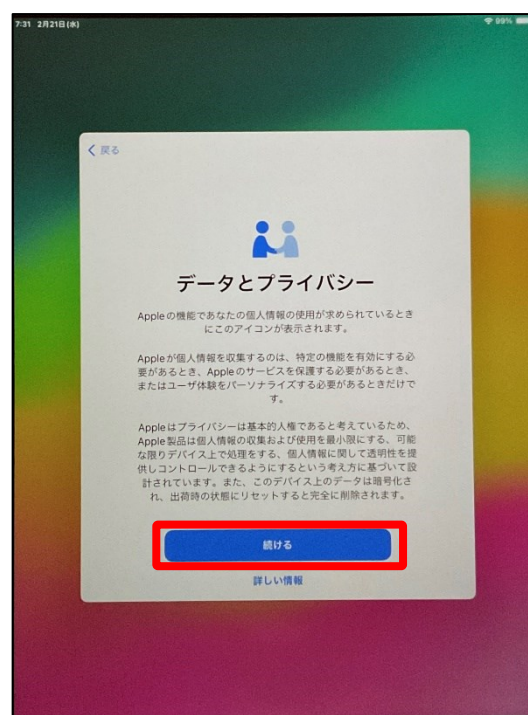 7:31 2月21日(水)
99%
戻る
データとプライバシー
Appleの機能であなたの個人情報の使用が求められているとき
にこのアイコンが表示されます。
Appleが個人情報を収集するのは、特定の機能を有効にする必
要があるとき、Appleのサービスを保護する必要があるとき、
またはユーザ体験をパーソナライズする必要があるときだけで
す。
Appleはプライバシーは基本的人権であると考えているため、
Apple製品は個人情報の収集および使用を最小限にする、可能
な限りデバイス上で処理をする、個人情報に関して透明性を提
供しコントロールできるようにするという考え方に基づいて設
計されています。また、このデバイス上のデータは暗号化さ
れ、出荷時の状態にリセットすると完全に削除されます。
続ける
詳しい情報